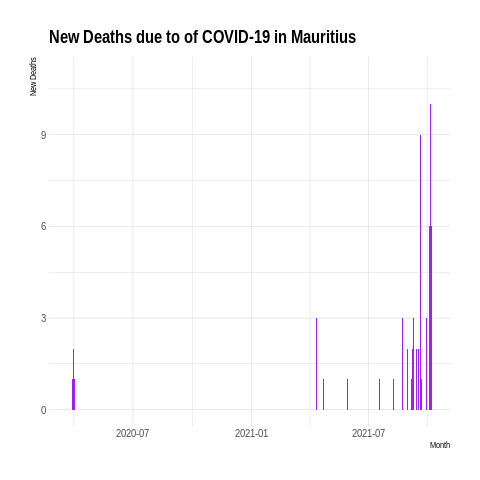 New Deaths due to of COVID-19 in Mauritius
New Deaths
9
6
3
0
2020-07 2021-01 2021-07
Month